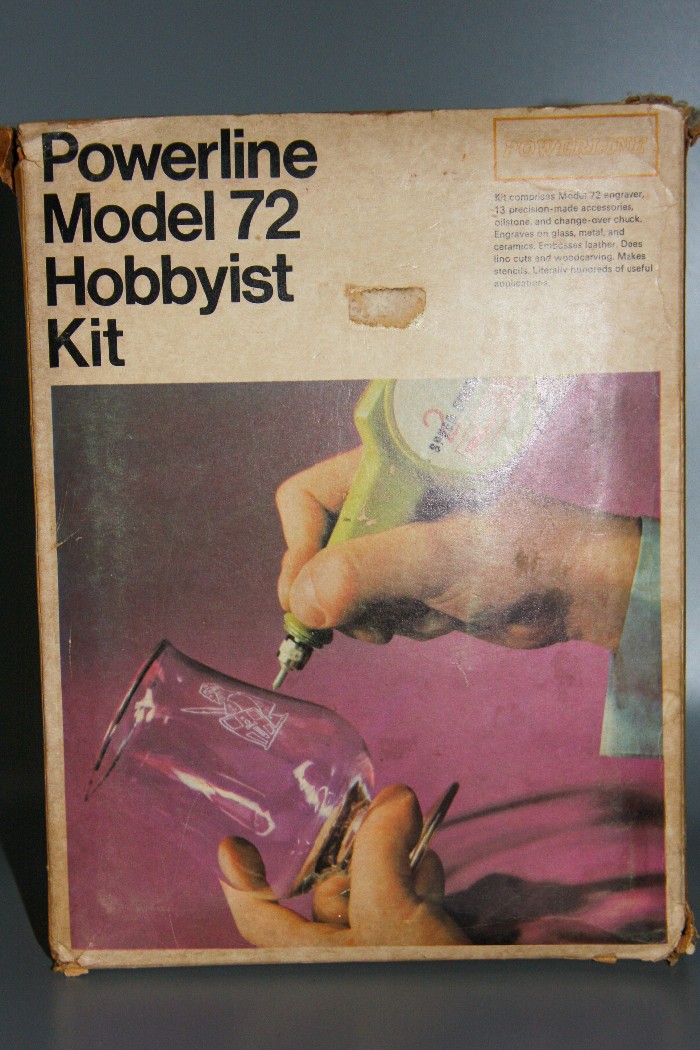 Powerline
Model 72
Hobbyist
Kit
POWERLINE
Kit comprises Model 72 engraver,
13 precision-made accessories,
oilstone, and change-over chuck.
Engraves on glass, metal, and
ceramics. Embosses leather. Does
lino cuts and woodcarving. Makes
stencils. Literally hundreds of useful
applications.
2
SPEED